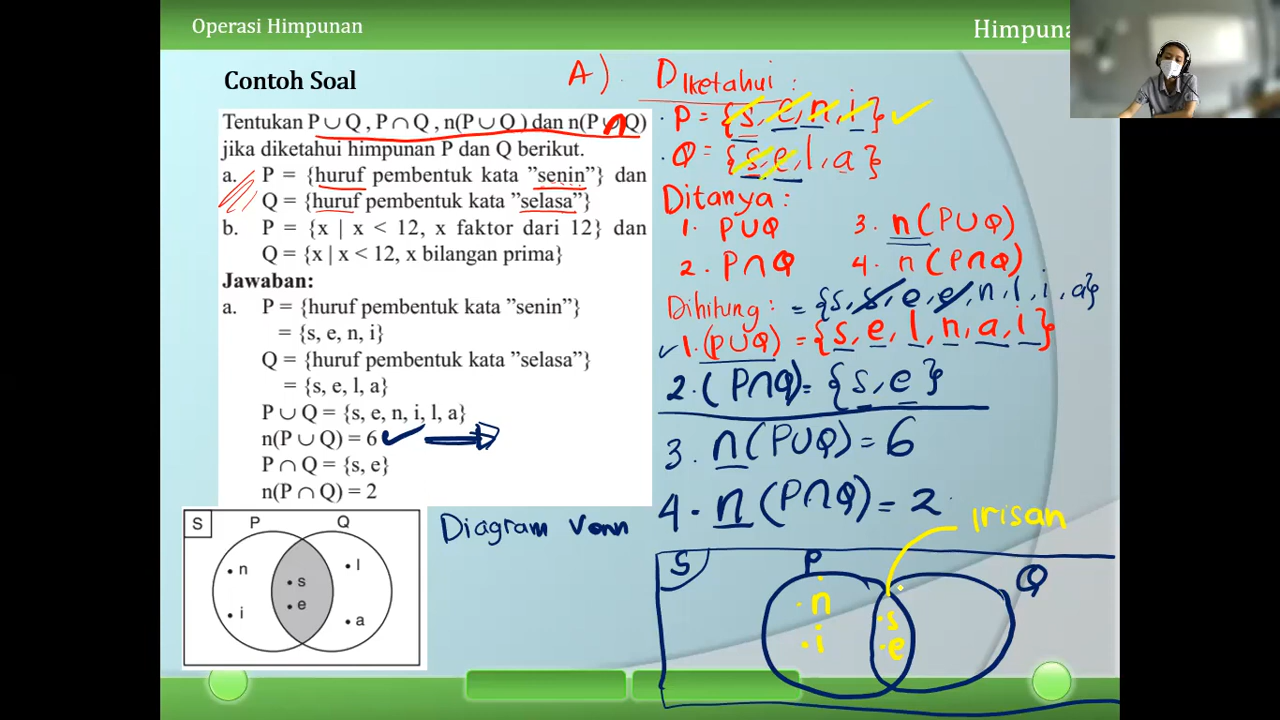 Operasi Himpunan
Himpuna
Contoh Soal
Tentukan P ∪ Q , P ∩ Q , n(P ∪ Q ) dan n(P ∩ Q)
jika diketahui himpunan P dan Q berikut.
a. P = {huruf pembentuk kata ”senin”} dan
Q = {huruf pembentuk kata ”selasa”}
b. P = {x | x < 12, x faktor dari 12} dan
Q = {x | x < 12, x bilangan prima}
Jawaban:
a. P = {huruf pembentuk kata ”senin”}
= {s, e, n, i}
Q = {huruf pembentuk kata ”selasa”}
= {s, e, l, a}
P ∪ Q = {s, e, n, i, l, a}
n(P ∪ Q) = 6
P ∩ Q = {s, e}
n(P ∩ Q) = 2
S P Q
n
i
s
e
l
a
Diagram Venn
A). Diketahui :
P = {s, e, n, i}
Q = {s, e, l, a}
Ditanya :
1. P∪Q
2. P∩Q
3. n(P∪Q)
4. n(P∩Q)
Dihitung : = {s, s, e, e, n, l, i, a}
1. (P∪Q) = {s, e, l, n, a, i}
2. (P∩Q) = {s, e}
3. n(P∪Q) = 6
4. n(P∩Q) = 2
Irisan
S P Q
n
i
s
e